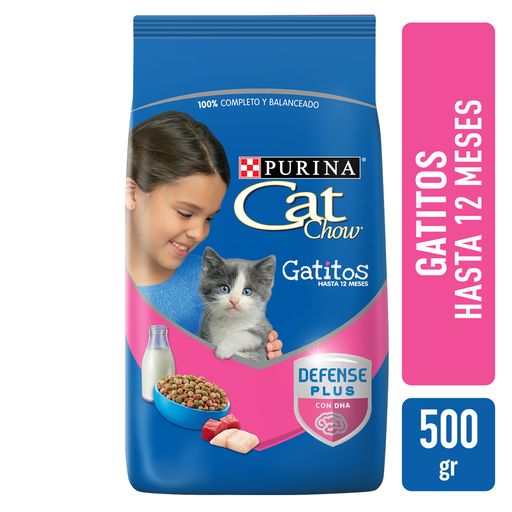 100% COMPLETO Y BALANCEADO
PURINA®
Cat
Chow®
Gatitos
HASTA 12 MESES
DEFENSE
PLUS
CON DHA
GATITOS
HASTA 12 MESES
500
gr